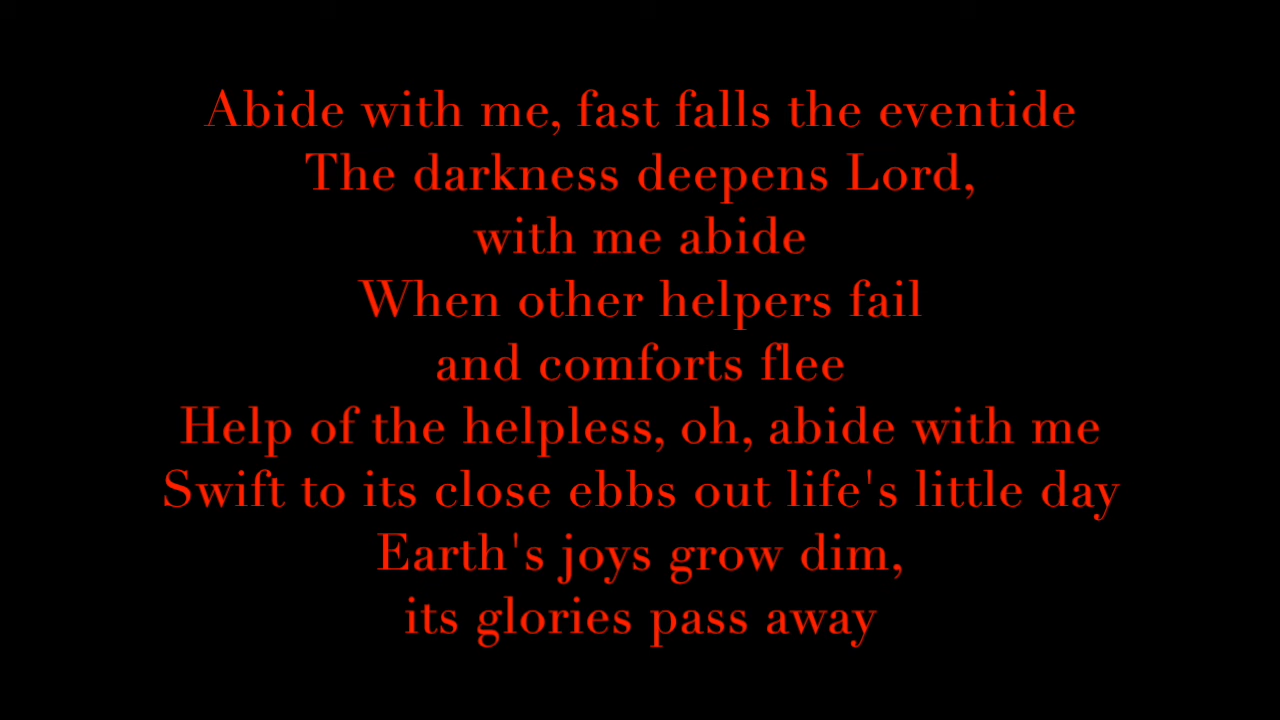 Abide with me, fast falls the eventide
The darkness deepens Lord,
with me abide
When other helpers fail
and comforts flee
Help of the helpless, oh, abide with me
Swift to its close ebbs out life's little day
Earth's joys grow dim,
its glories pass away